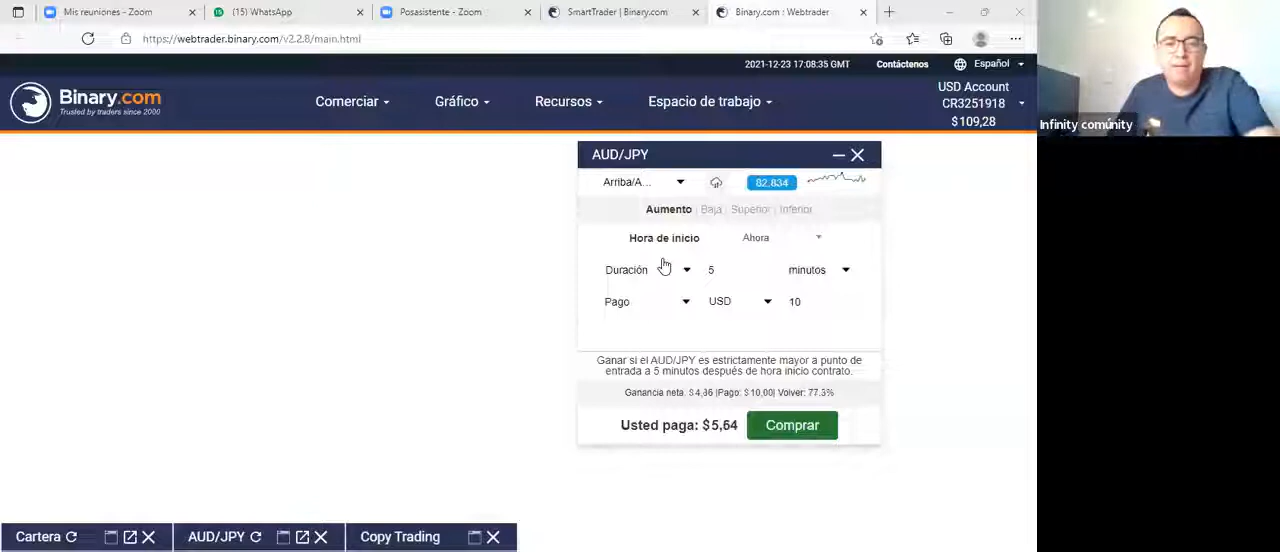 Mis reuniones - Zoom
(15) WhatsApp
Posasistente - Zoom
SmartTrader | Binary.com
Binary.com : Webtrader
https://webtrader.binary.com/v2.2.8/main.html
2021-12-23 17:08:35 GMT
Contáctenos
Español
Binary.com
Trusted by traders since 2000
Comerciar
Gráfico
Recursos
Espacio de trabajo
USD Account
CR3251918
$109,28
Infinity comúnity
AUD/JPY
Arriba/A...
82,834
Aumento | Baja | Superior | Inferior
Hora de inicio Ahora
Duración 5 minutos
Pago USD 10
Ganar si el AUD/JPY es estrictamente mayor a punto de
entrada a 5 minutos después de hora inicio contrato.
Ganancia neta: $4,36 |Pago: $10,00| Volver: 77.3%
Usted paga: $5,64 Comprar
Cartera
AUD/JPY
Copy Trading